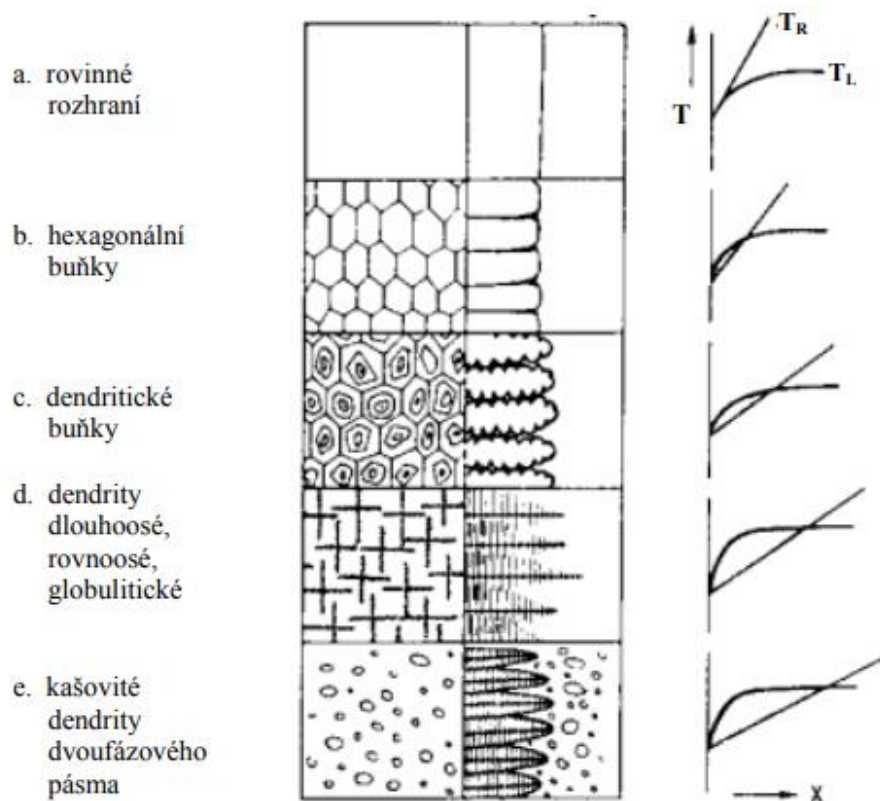 a. rovinné
rozhraní
T_R
T_L
T
b. hexagonální
buňky
c. dendritické
buňky
d. dendrity
dlouhoosé,
rovnoosé,
globulitické
e. kašovité
dendrity
dvoufázového
pásma
X